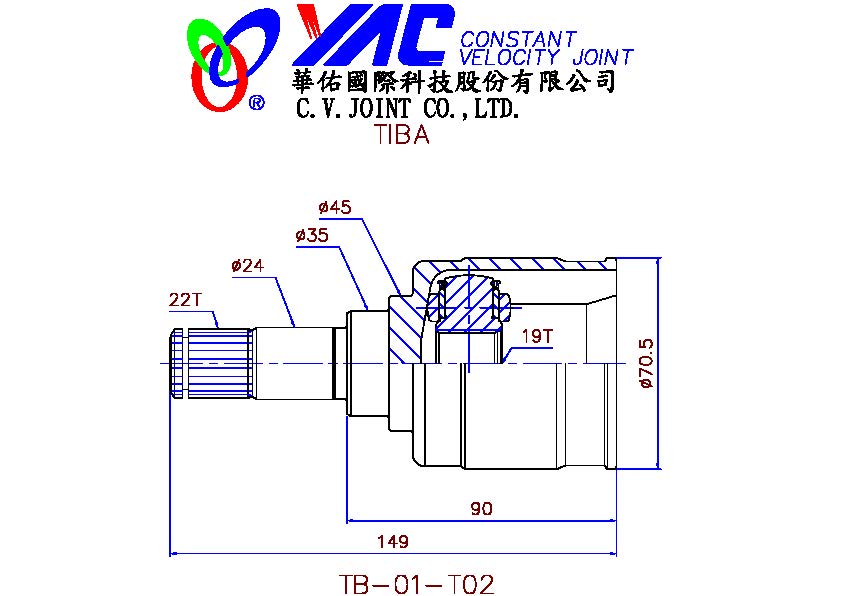 YAC CONSTANT
VELOCITY JOINT
®
華佑國際科技股份有限公司
C.V.JOINT CO.,LTD.
TIBA
ø45
ø35
ø24
22T
19T
ø70.5
90
149
TB-01-T02